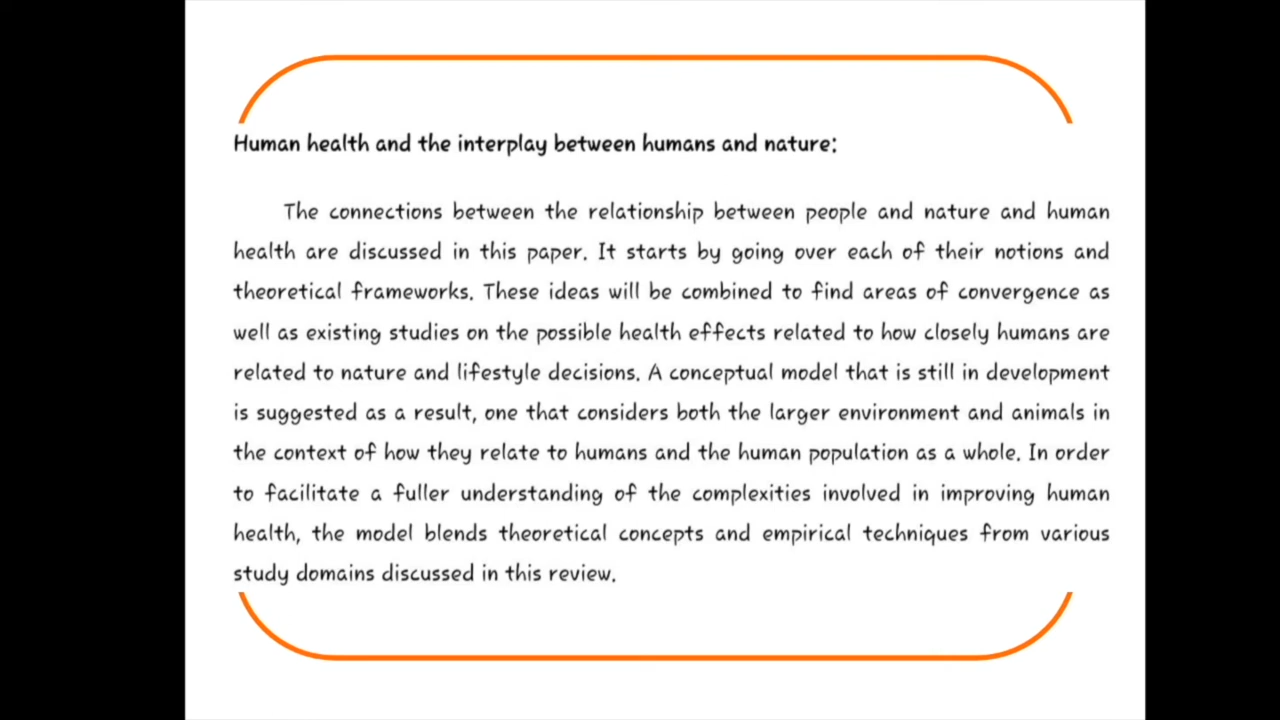 Human health and the interplay between humans and nature:
The connections between the relationship between people and nature and human
health are discussed in this paper. It starts by going over each of their notions and
theoretical frameworks. These ideas will be combined to find areas of convergence as
well as existing studies on the possible health effects related to how closely humans are
related to nature and lifestyle decisions. A conceptual model that is still in development
is suggested as a result, one that considers both the larger environment and animals in
the context of how they relate to humans and the human population as a whole. In order
to facilitate a fuller understanding of the complexities involved in improving human
health, the model blends theoretical concepts and empirical techniques from various
study domains discussed in this review.